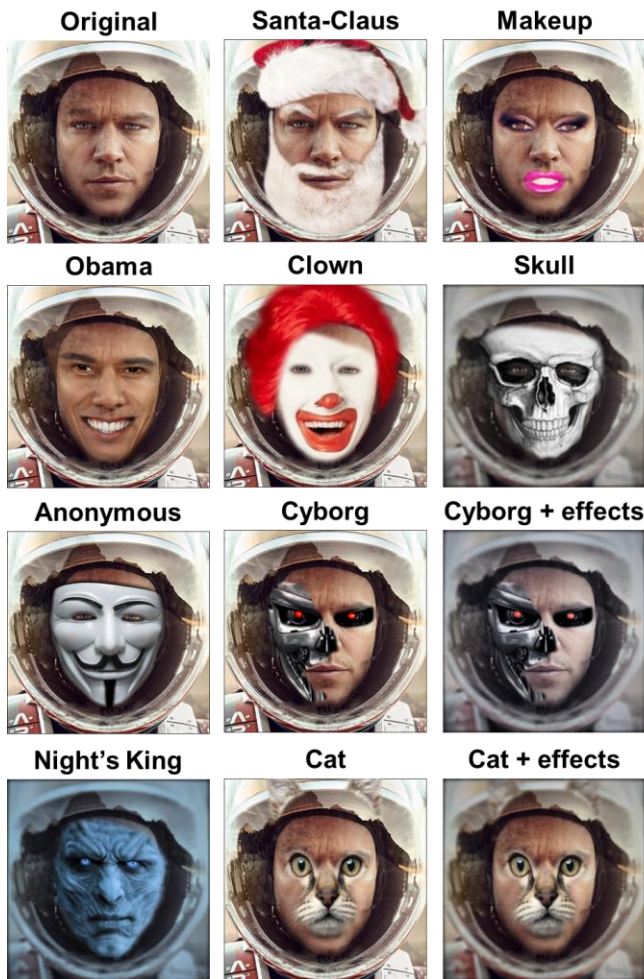 Original Santa-Claus Makeup
Obama Clown Skull
Anonymous Cyborg Cyborg + effects
Night's King Cat Cat + effects